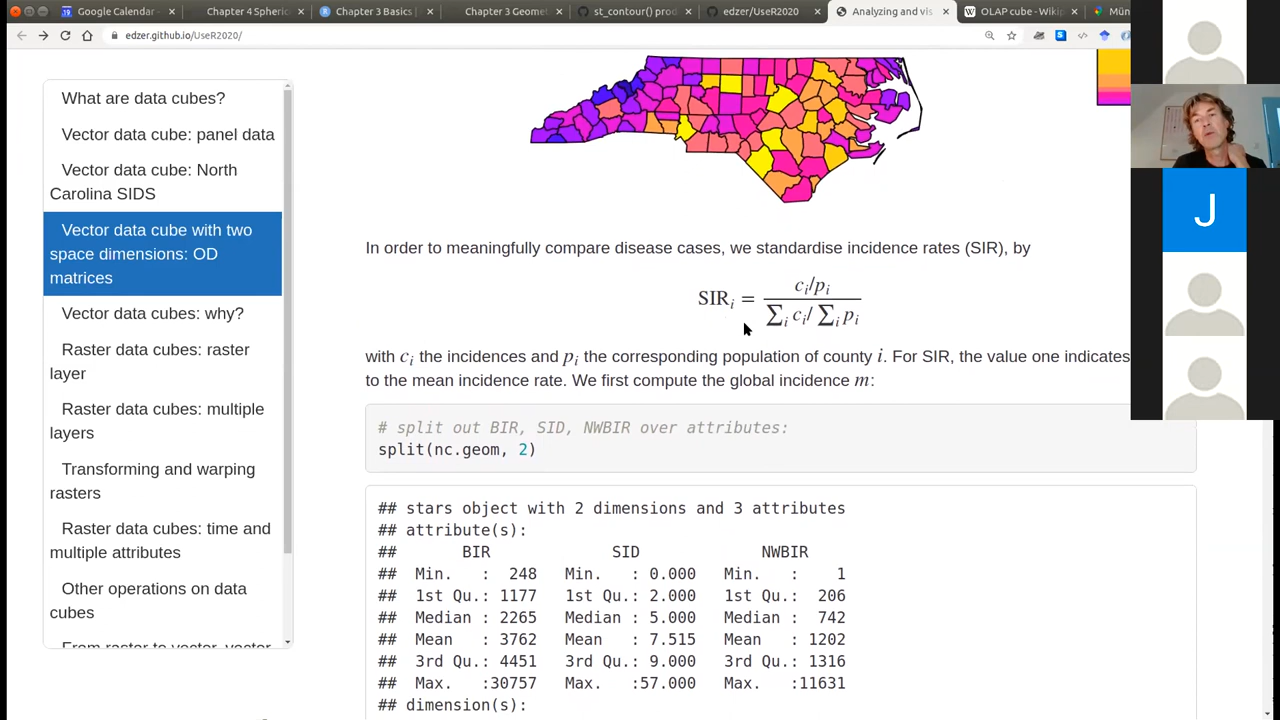 Google Calendar
Chapter 4 Spheric
Chapter 3 Basics |
Chapter 3 Geomet
st_contour() prod
edzer/UseR2020
Analyzing and vis
OLAP cube - Wikip
Mün
edzer.github.io/UseR2020/
What are data cubes?
Vector data cube: panel data
Vector data cube: North
Carolina SIDS
Vector data cube with two
space dimensions: OD
matrices
Vector data cubes: why?
Raster data cubes: raster
layer
Raster data cubes: multiple
layers
Transforming and warping
rasters
Raster data cubes: time and
multiple attributes
Other operations on data
cubes
From raster to vector, vector
In order to meaningfully compare disease cases, we standardise incidence rates (SIR), by
SIRᵢ = (cᵢ/pᵢ) / (∑ᵢ cᵢ / ∑ᵢ pᵢ)
with cᵢ the incidences and pᵢ the corresponding population of county i. For SIR, the value one indicates
to the mean incidence rate. We first compute the global incidence m:
# split out BIR, SID, NWBIR over attributes:
split(nc.geom, 2)
## stars object with 2 dimensions and 3 attributes
## attribute(s):
## BIR SID NWBIR
## Min. : 248 Min. : 0.000 Min. : 1
## 1st Qu.: 1177 1st Qu.: 2.000 1st Qu.: 206
## Median : 2265 Median : 5.000 Median : 742
## Mean : 3762 Mean : 7.515 Mean : 1202
## 3rd Qu.: 4451 3rd Qu.: 9.000 3rd Qu.: 1316
## Max. :30757 Max. :57.000 Max. :11631
## dimension(s):
J